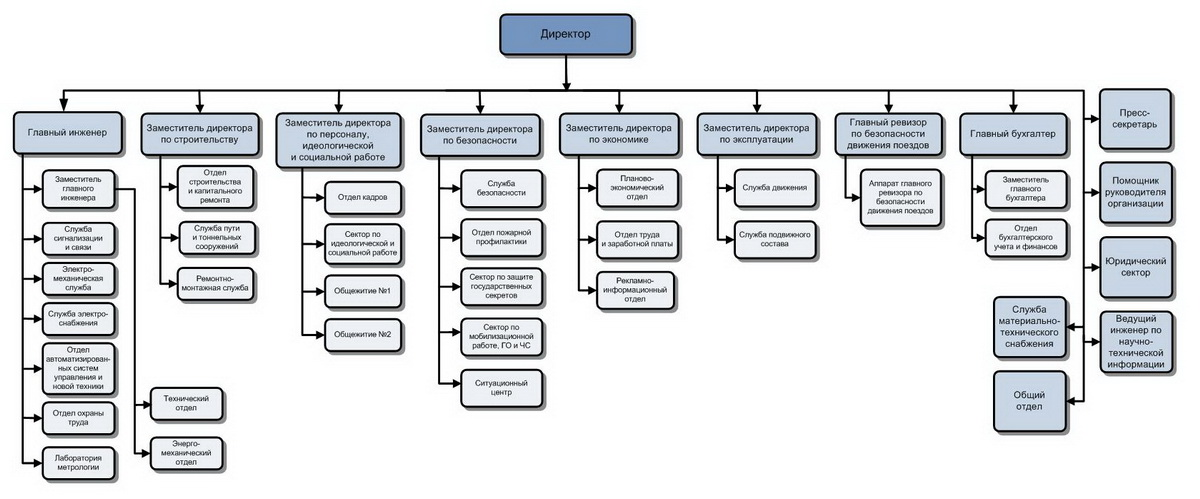 Директор
Главный инженер
Заместитель
главного
инженера
Служба
сигнализации
и связи
Электро-
механическая
служба
Служба электро-
снабжения
Отдел
автоматизирован-
ных систем
управления и
новой техники
Отдел охраны
труда
Лаборатория
метрологии
Технический
отдел
Энерго-
механический
отдел
Заместитель директора
по строительству
Отдел
строительства
и капитального
ремонта
Служба пути
и тоннельных
сооружений
Ремонтно-
монтажная служба
Заместитель директора
по персоналу,
идеологической
и социальной работе
Отдел кадров
Сектор по
идеологической и
социальной работе
Общежитие №1
Общежитие №2
Заместитель директора
по безопасности
Служба
безопасности
Отдел пожарной
профилактики
Сектор по защите
государственных
секретов
Сектор по
мобилизационной
работе, ГО и ЧС
Ситуационный
центр
Заместитель директора
по экономике
Планово-
экономический
отдел
Отдел труда
и заработной платы
Рекламно-
информационный
отдел
Заместитель директора
по эксплуатации
Служба движения
Служба подвижного
состава
Главный ревизор
по безопасности
движения поездов
Аппарат главного
ревизора по
безопасности
движения поездов
Главный бухгалтер
Заместитель
главного
бухгалтера
Отдел
бухгалтерского
учета и финансов
Пресс-
секретарь
Помощник
руководителя
организации
Юридический
сектор
Служба
материально-
технического
снабжения
Ведущий
инженер по
научно-
технической
информации
Общий
отдел